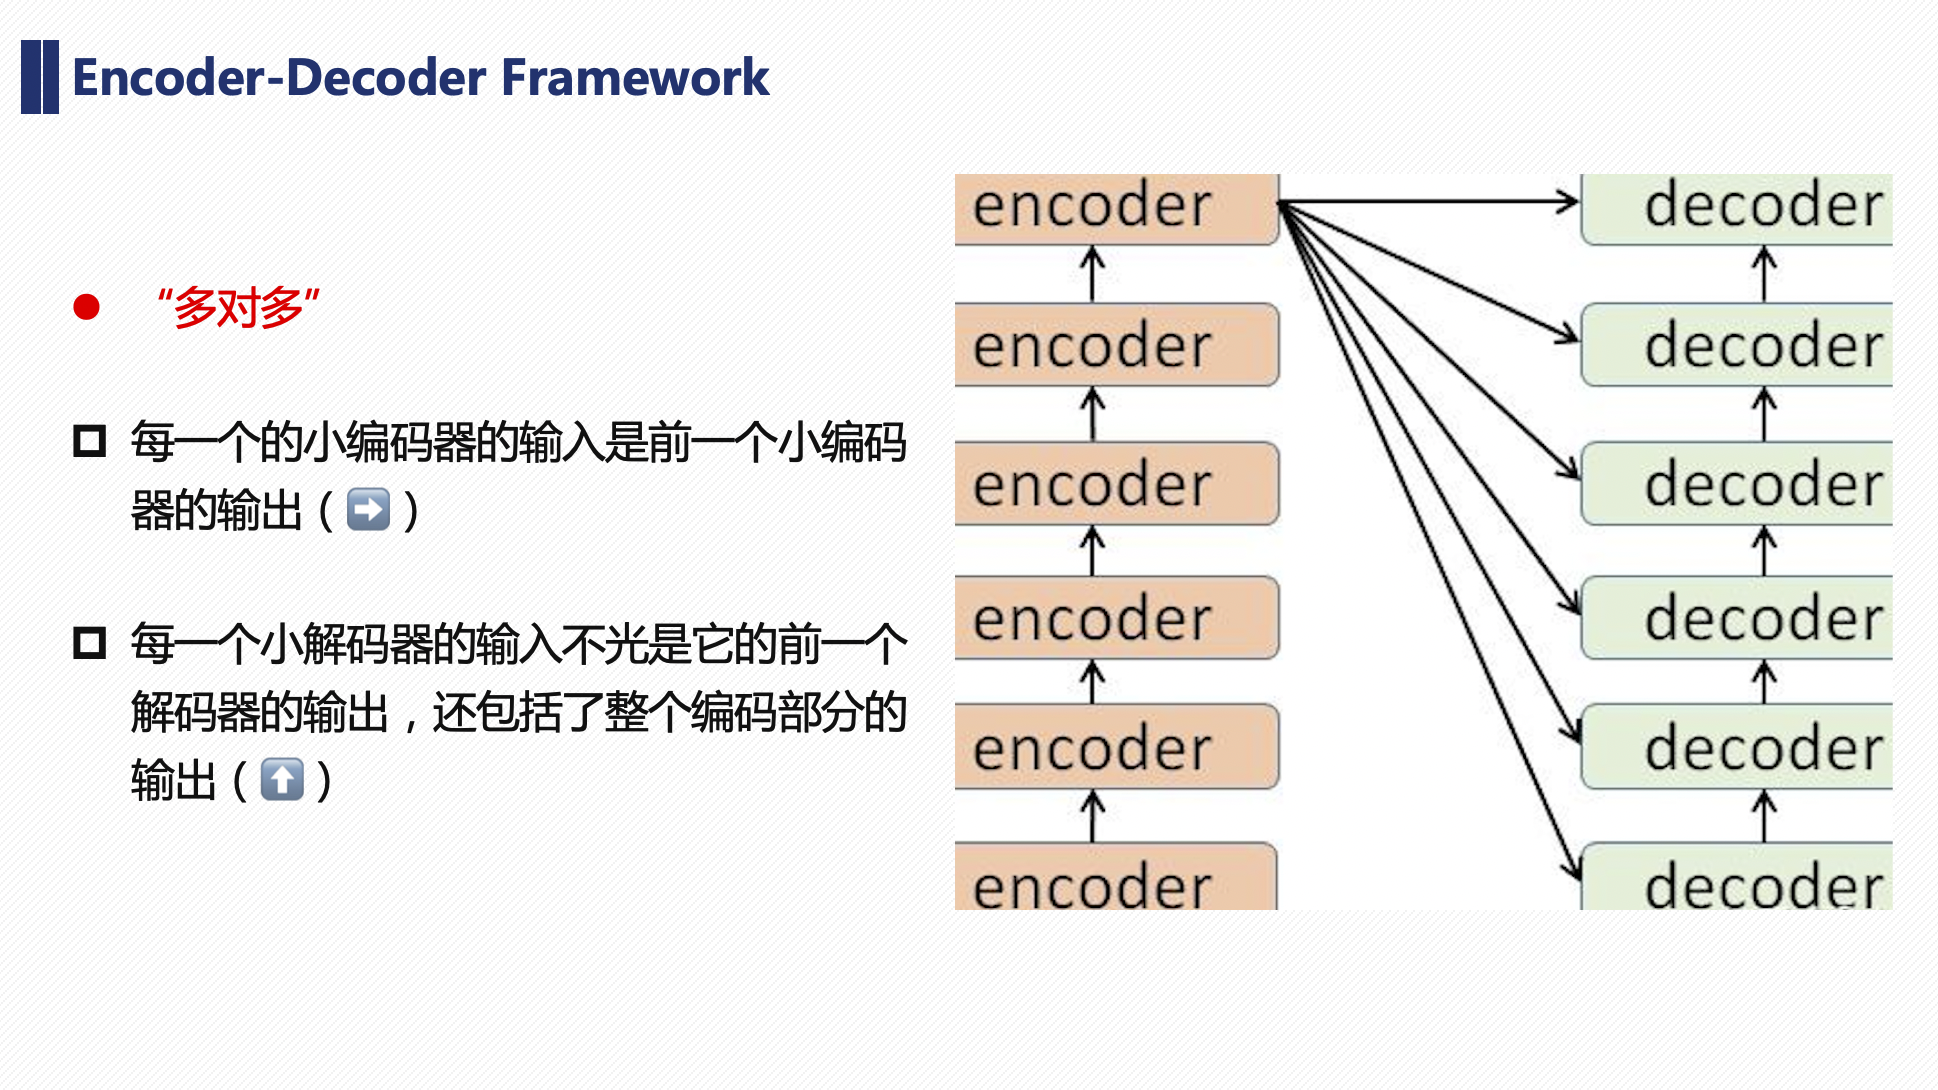 Encoder-Decoder Framework
“多对多”
每一个的小编码器的输入是前一个小编码
器的输出（➡️）
每一个小解码器的输入不光是它的前一个
解码器的输出，还包括了整个编码部分的
输出（⬆️）
encoder
encoder
encoder
encoder
encoder
encoder
decoder
decoder
decoder
decoder
decoder
decoder